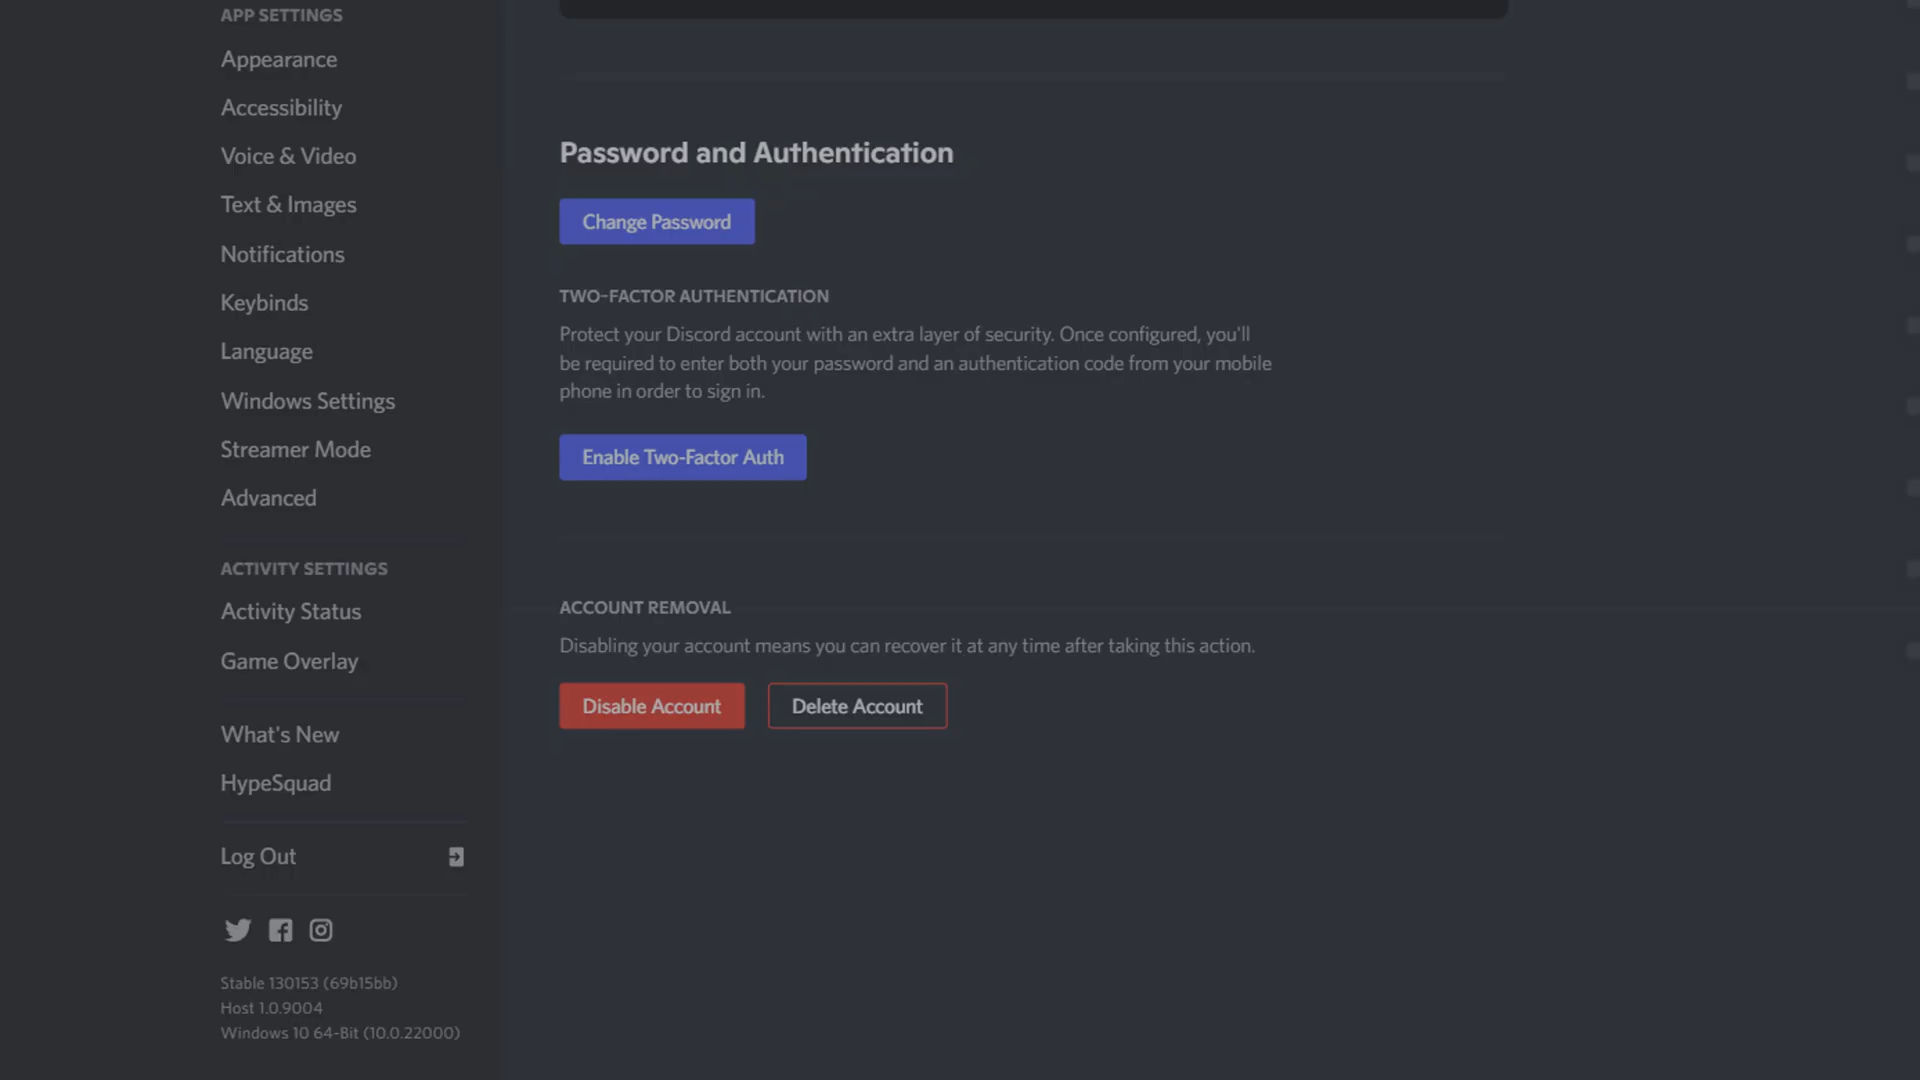 APP SETTINGS
Appearance
Accessibility
Voice & Video
Text & Images
Notifications
Keybinds
Language
Windows Settings
Streamer Mode
Advanced
ACTIVITY SETTINGS
Activity Status
Game Overlay
What's New
HypeSquad
Log Out
Stable 130153 (69b15bb)
Host 1.0.9004
Windows 10 64-Bit (10.0.22000)
Password and Authentication
Change Password
TWO-FACTOR AUTHENTICATION
Protect your Discord account with an extra layer of security. Once configured, you'll
be required to enter both your password and an authentication code from your mobile
phone in order to sign in.
Enable Two-Factor Auth
ACCOUNT REMOVAL
Disabling your account means you can recover it at any time after taking this action.
Disable Account
Delete Account